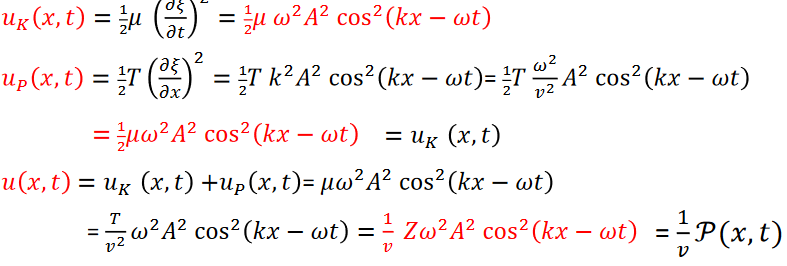 u_K(x,t) = ½μ (∂ξ/∂t)² = ½μ ω²A² cos²(kx − ωt)
u_P(x,t) = ½T (∂ξ/∂x)² = ½T k²A² cos²(kx − ωt)= ½T ω²/v² A² cos²(kx − ωt)
= ½μω²A² cos²(kx − ωt) = u_K (x,t)
u(x,t) = u_K (x,t) +u_P(x,t)= μω²A² cos²(kx − ωt)
= T/v² ω²A² cos²(kx − ωt) = 1/v Zω²A² cos²(kx − ωt) = 1/v 𝒫(x,t)